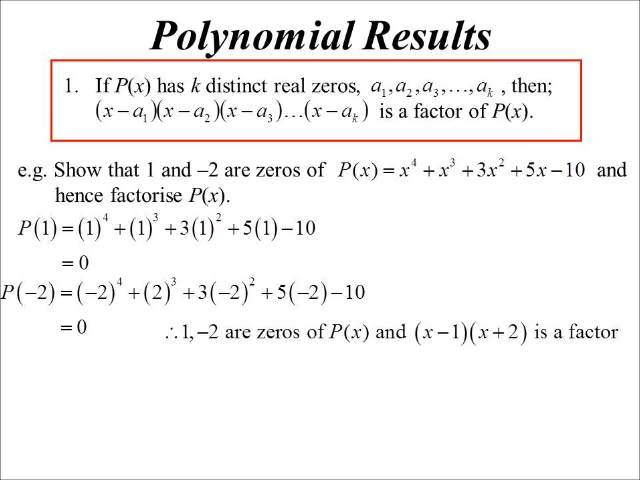 Polynomial Results
1. If P(x) has k distinct real zeros, a₁,a₂,a₃,…,aₖ , then;
(x−a₁)(x−a₂)(x−a₃)…(x−aₖ) is a factor of P(x).
e.g. Show that 1 and –2 are zeros of P(x)=x⁴+x³+3x²+5x−10 and
hence factorise P(x).
P(1)=(1)⁴+(1)³+3(1)²+5(1)−10
=0
P(−2)=(−2)⁴+(2)³+3(−2)²+5(−2)−10
=0
∴1,−2 are zeros of P(x) and (x−1)(x+2) is a factor